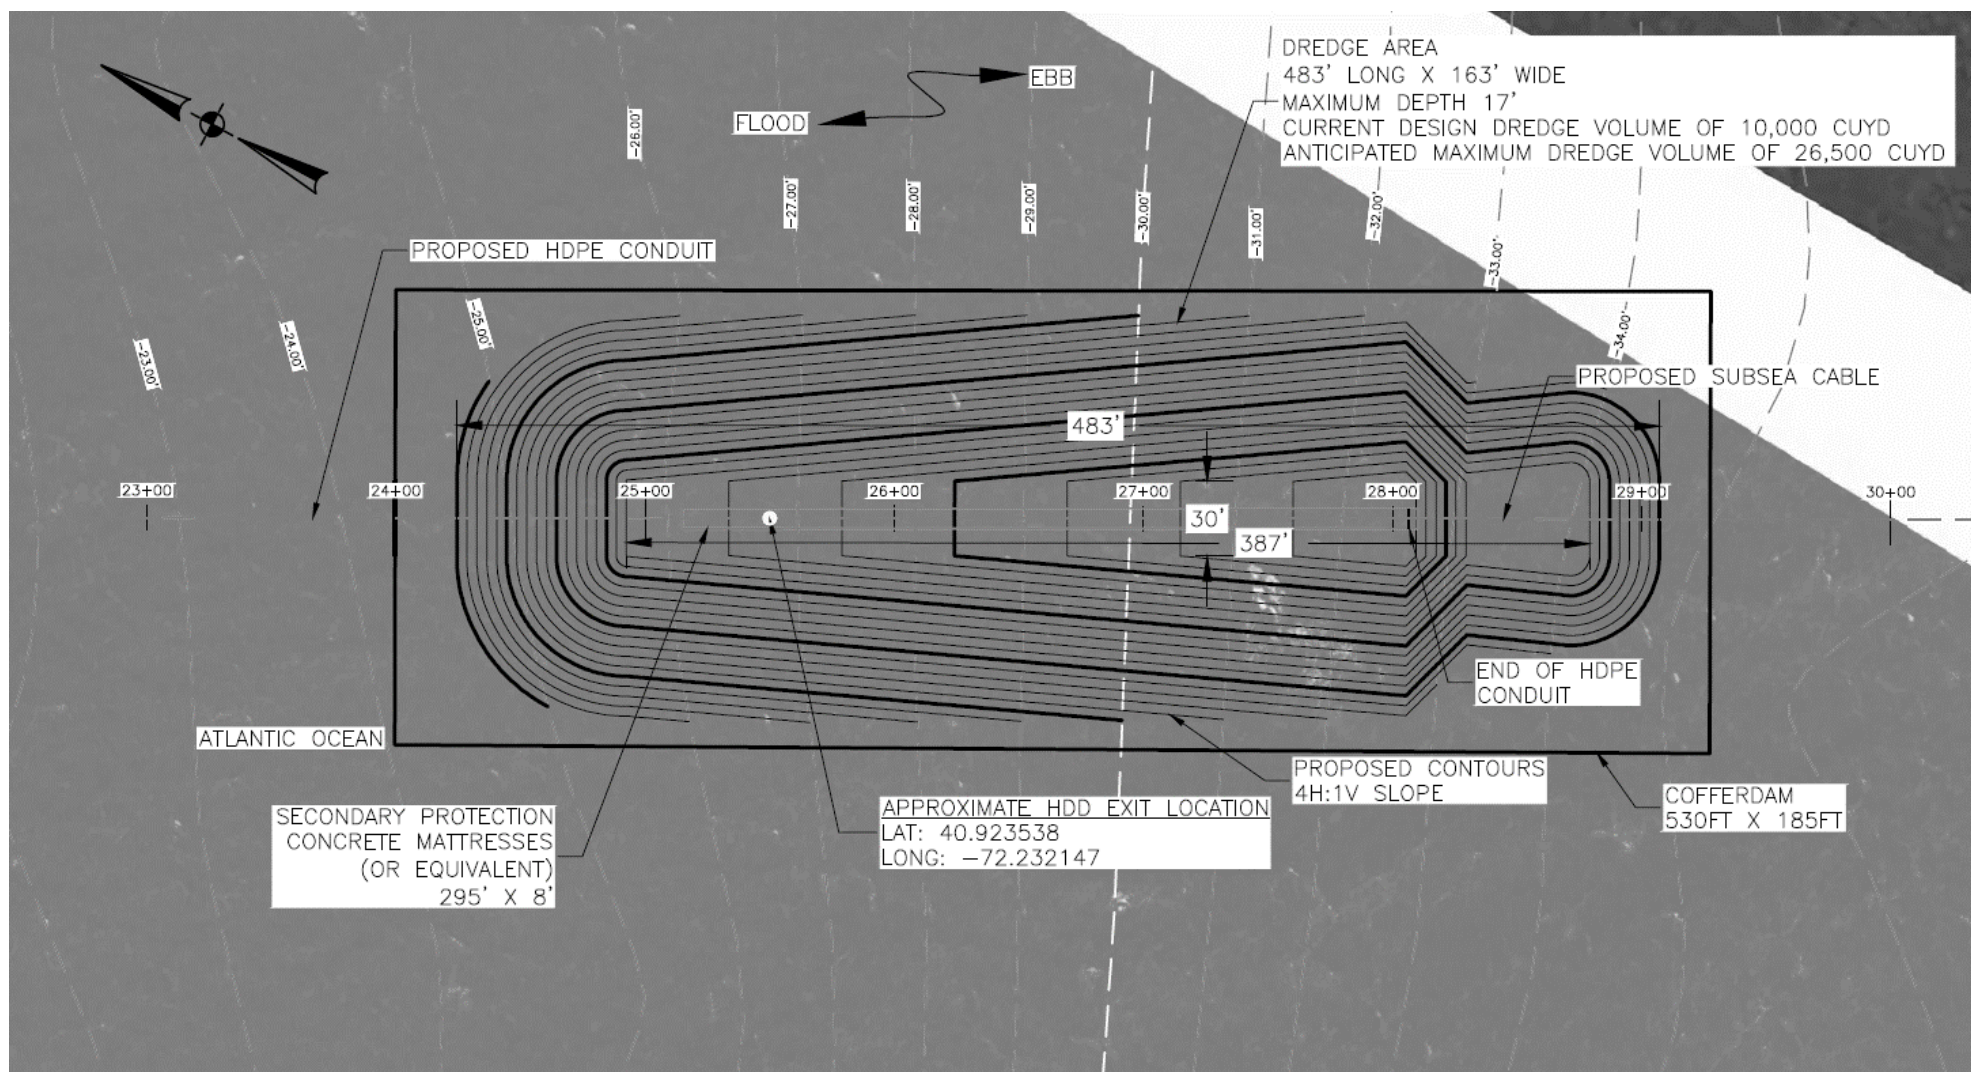 DREDGE AREA
483' LONG X 163' WIDE
MAXIMUM DEPTH 17'
CURRENT DESIGN DREDGE VOLUME OF 10,000 CUYD
ANTICIPATED MAXIMUM DREDGE VOLUME OF 26,500 CUYD
EBB
FLOOD
-26.00'
-27.00'
-28.00'
-29.00'
-30.00'
-31.00'
-32.00'
-33.00'
-34.00'
PROPOSED HDPE CONDUIT
-23.00'
-24.00'
-25.00'
PROPOSED SUBSEA CABLE
483'
23+00
24+00
25+00
26+00
27+00
28+00
29+00
30+00
30'
387'
END OF HDPE
CONDUIT
ATLANTIC OCEAN
PROPOSED CONTOURS
4H:1V SLOPE
COFFERDAM
530FT X 185FT
SECONDARY PROTECTION
CONCRETE MATTRESSES
(OR EQUIVALENT)
295' X 8'
APPROXIMATE HDD EXIT LOCATION
LAT: 40.923538
LONG: -72.232147